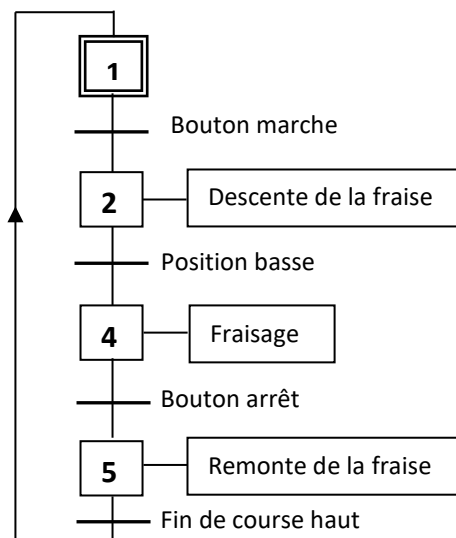 1
Bouton marche
2
Descente de la fraise
Position basse
4
Fraisage
Bouton arrêt
5
Remonte de la fraise
Fin de course haut